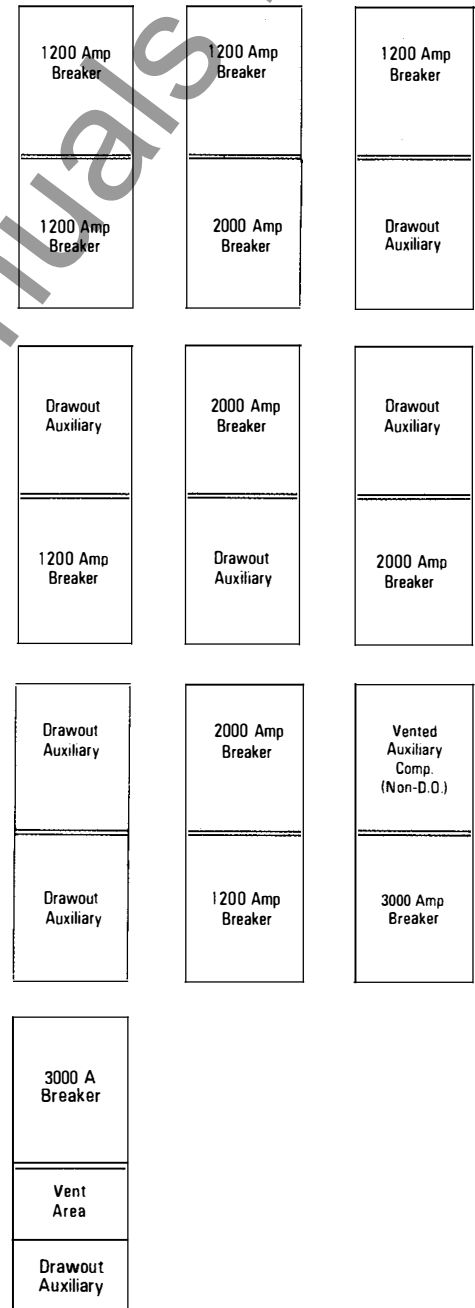 1200 Amp
Breaker
1200 Amp
Breaker
1200 Amp
Breaker
2000 Amp
Breaker
1200 Amp
Breaker
Drawout
Auxiliary
Drawout
Auxiliary
1200 Amp
Breaker
2000 Amp
Breaker
Drawout
Auxiliary
Drawout
Auxiliary
2000 Amp
Breaker
Drawout
Auxiliary
Drawout
Auxiliary
2000 Amp
Breaker
1200 Amp
Breaker
Vented
Auxiliary
Comp.
(Non-D.O.)
3000 Amp
Breaker
3000 A
Breaker
Vent
Area
Drawout
Auxiliary